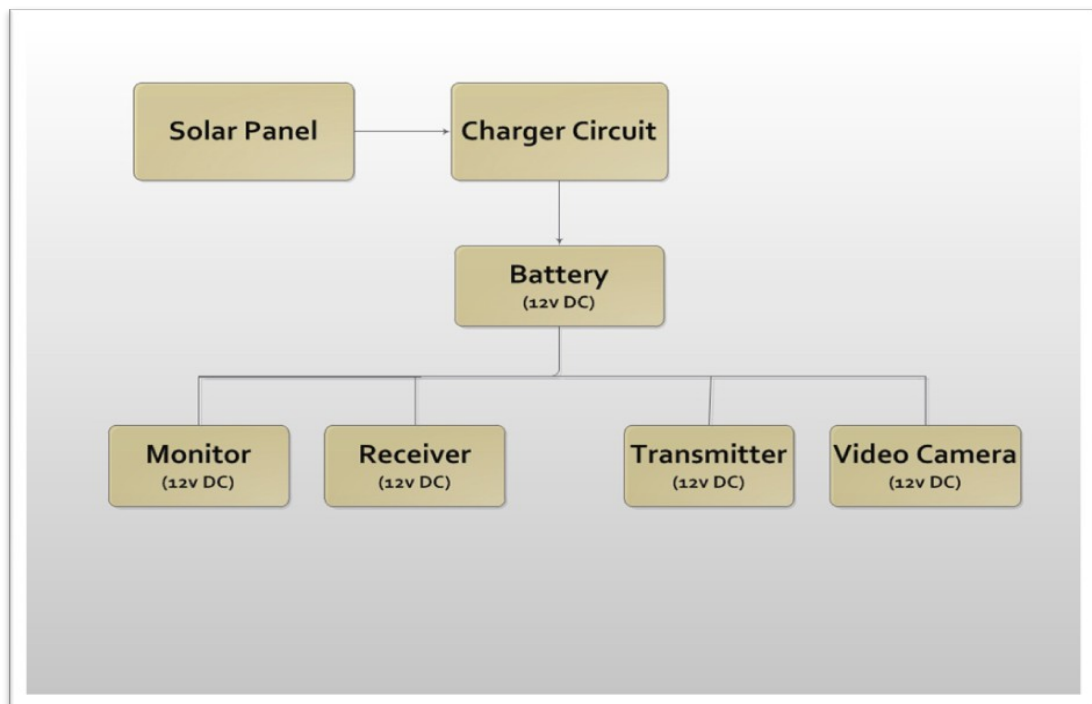 Solar Panel
Charger Circuit
Battery
(12v DC)
Monitor
(12v DC)
Receiver
(12v DC)
Transmitter
(12v DC)
Video Camera
(12v DC)